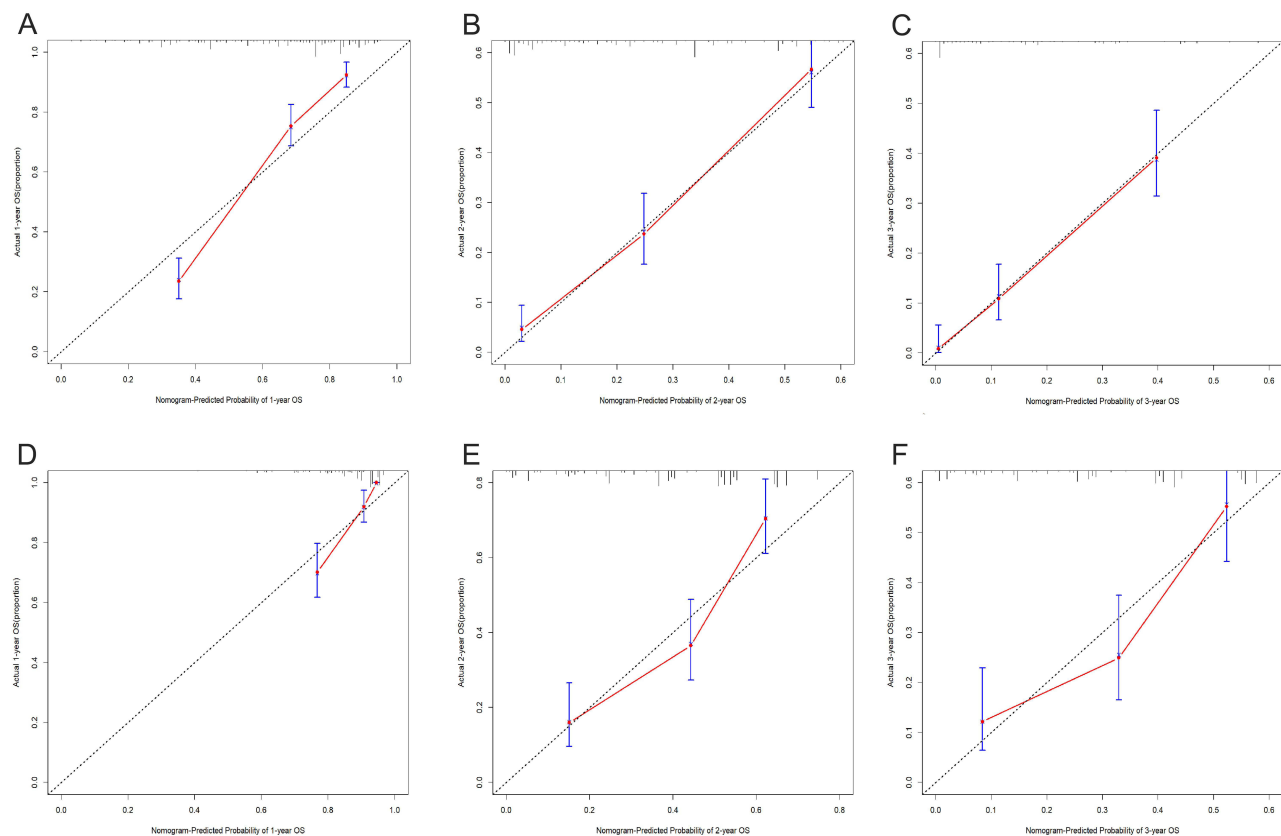 A
Actual 1-year OS(proportion)
1.0
0.8
0.6
0.4
0.2
0.0
0.0 0.2 0.4 0.6 0.8 1.0
Nomogram-Predicted Probability of 1-year OS
B
Actual 2-year OS(proportion)
0.6
0.5
0.4
0.3
0.2
0.1
0.0
0.0 0.1 0.2 0.3 0.4 0.5 0.6
Nomogram-Predicted Probability of 2-year OS
C
Actual 3-year OS(proportion)
0.6
0.5
0.4
0.3
0.2
0.1
0.0
0.0 0.1 0.2 0.3 0.4 0.5 0.6
Nomogram-Predicted Probability of 3-year OS
D
Actual 1-year OS(proportion)
1.0
0.8
0.6
0.4
0.2
0.0
0.0 0.2 0.4 0.6 0.8 1.0
Nomogram-Predicted Probability of 1-year OS
E
Actual 2-year OS(proportion)
0.8
0.6
0.4
0.2
0.0
0.0 0.2 0.4 0.6 0.8
Nomogram-Predicted Probability of 2-year OS
F
Actual 3-year OS(proportion)
0.6
0.5
0.4
0.3
0.2
0.1
0.0
0.0 0.1 0.2 0.3 0.4 0.5 0.6
Nomogram-Predicted Probability of 3-year OS